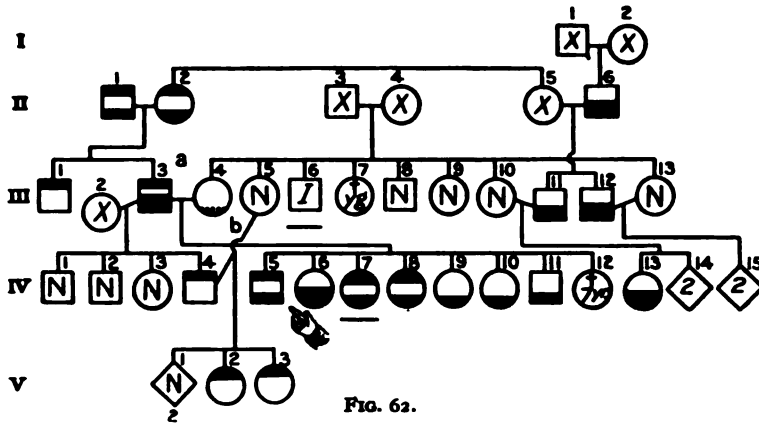 1 2
I X X
1 2 3 4 5 6
II X X X
1 3 a 4 5 6 7 8 9 10 11 12 13
2
III X N I N N N N
b
1 2 3 4 5 6 7 8 9 10 11 12 13 14 15
IV N N N 2 2
1 2 3
V N
2
FIG. 62.